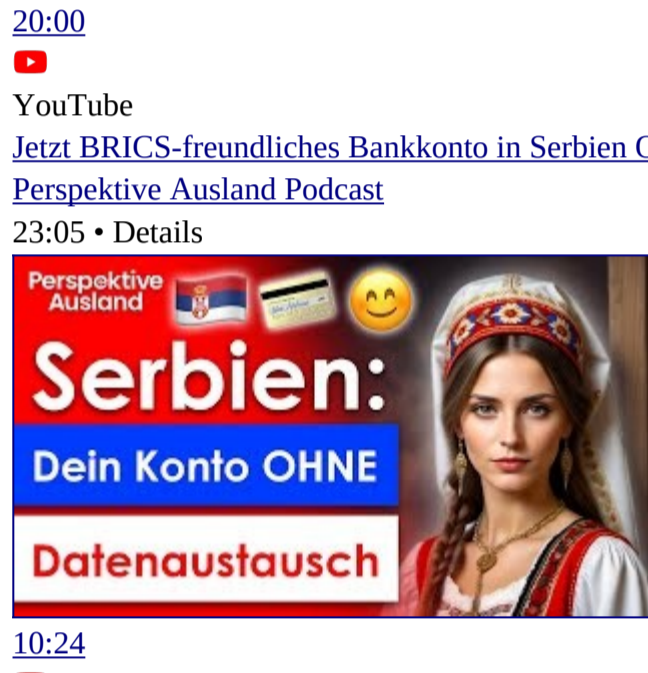 20:00
YouTube
Jetzt BRICS-freundliches Bankkonto in Serbien
Perspektive Ausland Podcast
23:05 • Details
Perspektive
Ausland
Serbien:
Dein Konto OHNE
Datenaustausch
10:24